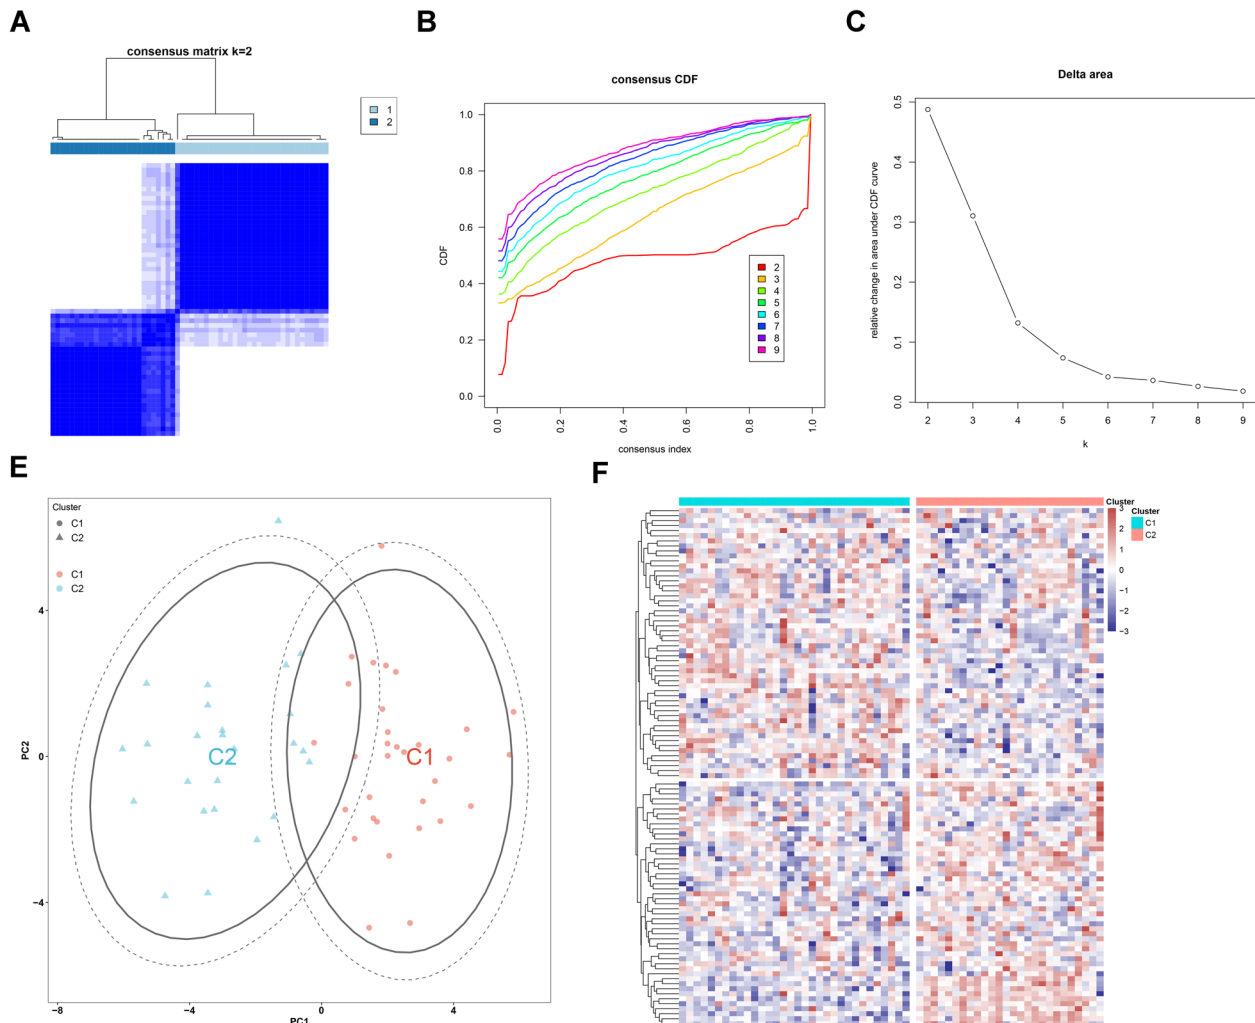 A
consensus matrix k=2
1
2
B
consensus CDF
CDF
1.0
0.8
0.6
0.4
0.2
0.0
0.0
0.2
0.4
0.6
0.8
1.0
consensus index
2
3
4
5
6
7
8
9
C
Delta area
relative change in area under CDF curve
0.5
0.4
0.3
0.2
0.1
0.0
2
3
4
5
6
7
8
9
k
E
Cluster
C1
C2
C1
C2
C2
C1
PC2
4
0
−4
−8
−4
0
4
PC1
F
Cluster
3
2
1
0
−1
−2
−3
Cluster
C1
C2